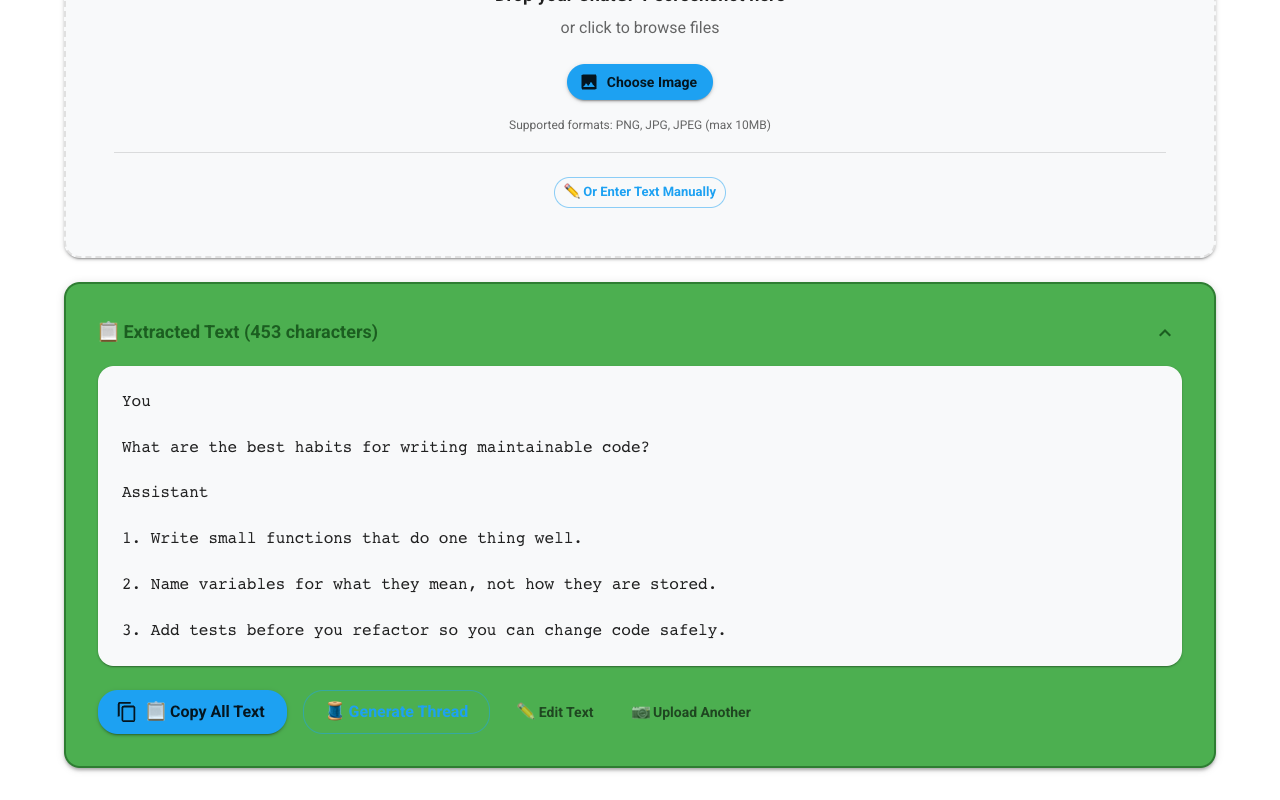 or click to browse files
Choose Image
Supported formats: PNG, JPG, JPEG (max 10MB)
✏️ Or Enter Text Manually
📋 Extracted Text (453 characters)
You
What are the best habits for writing maintainable code?
Assistant
1. Write small functions that do one thing well.
2. Name variables for what they mean, not how they are stored.
3. Add tests before you refactor so you can change code safely.
📋 Copy All Text
🧵 Generate Thread
✏️ Edit Text
📷 Upload Another